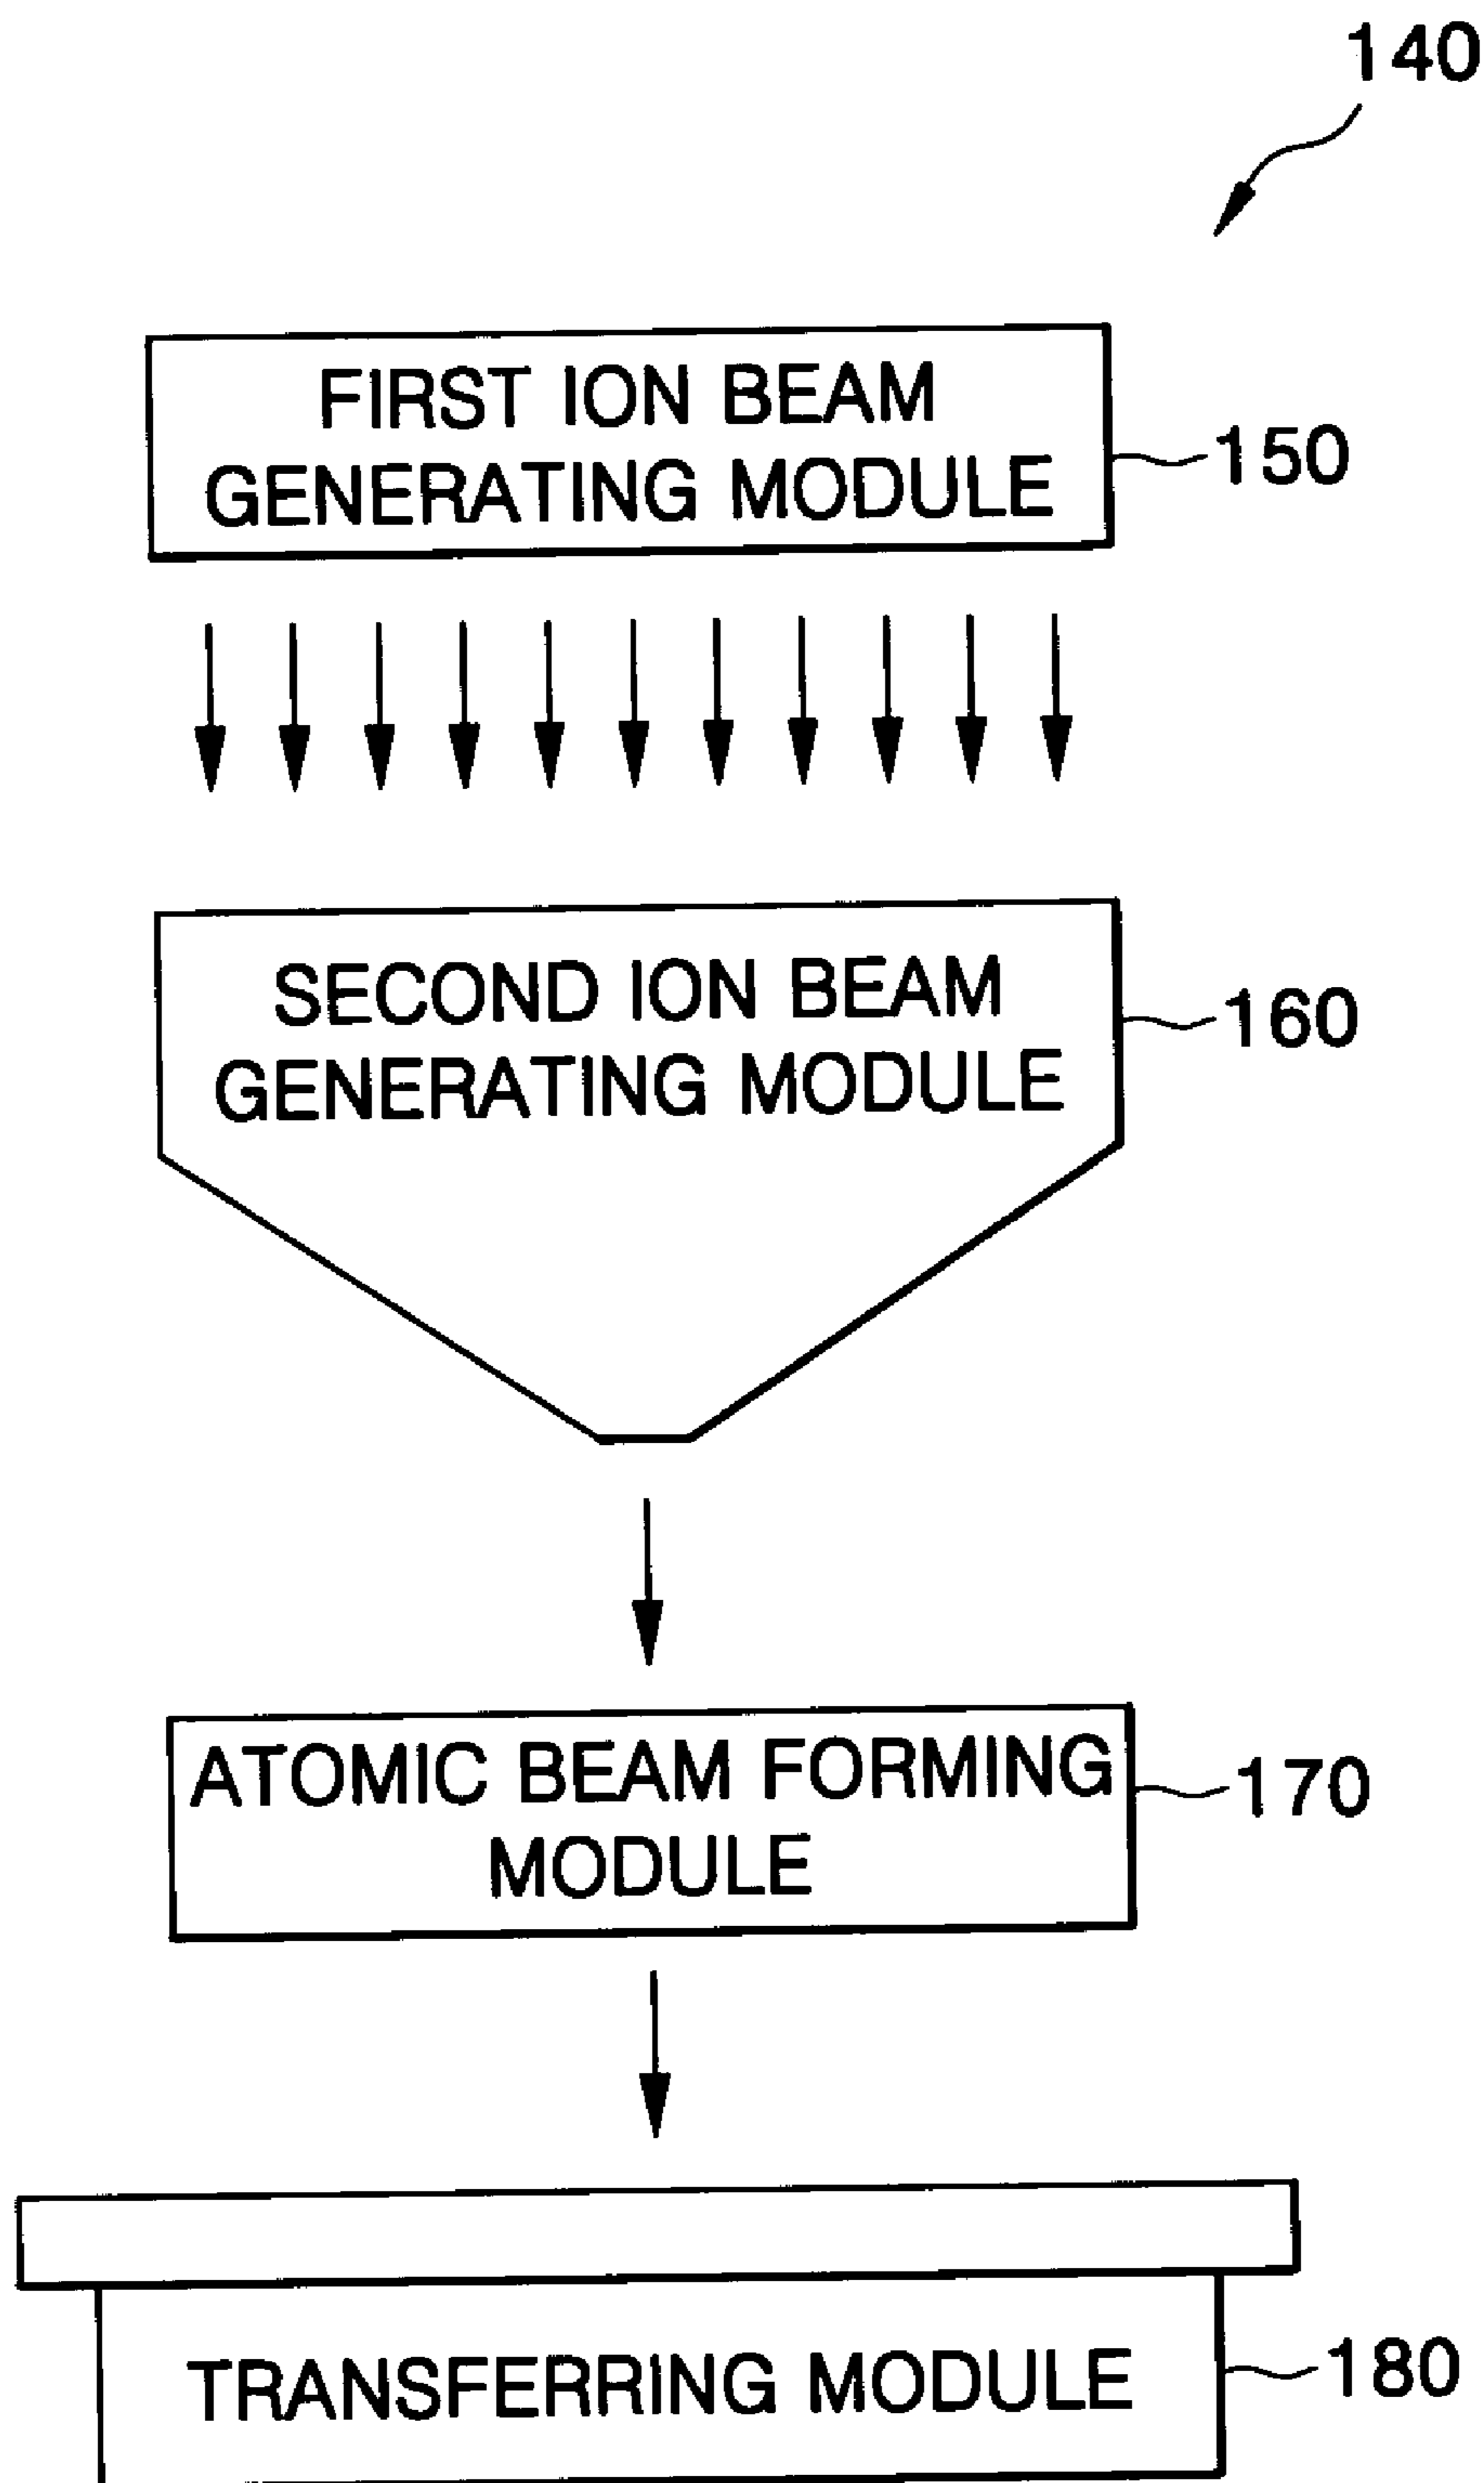 140
FIRST ION BEAM
GENERATING MODULE
150
SECOND ION BEAM
GENERATING MODULE
160
ATOMIC BEAM FORMING
MODULE
170
TRANSFERRING MODULE
180